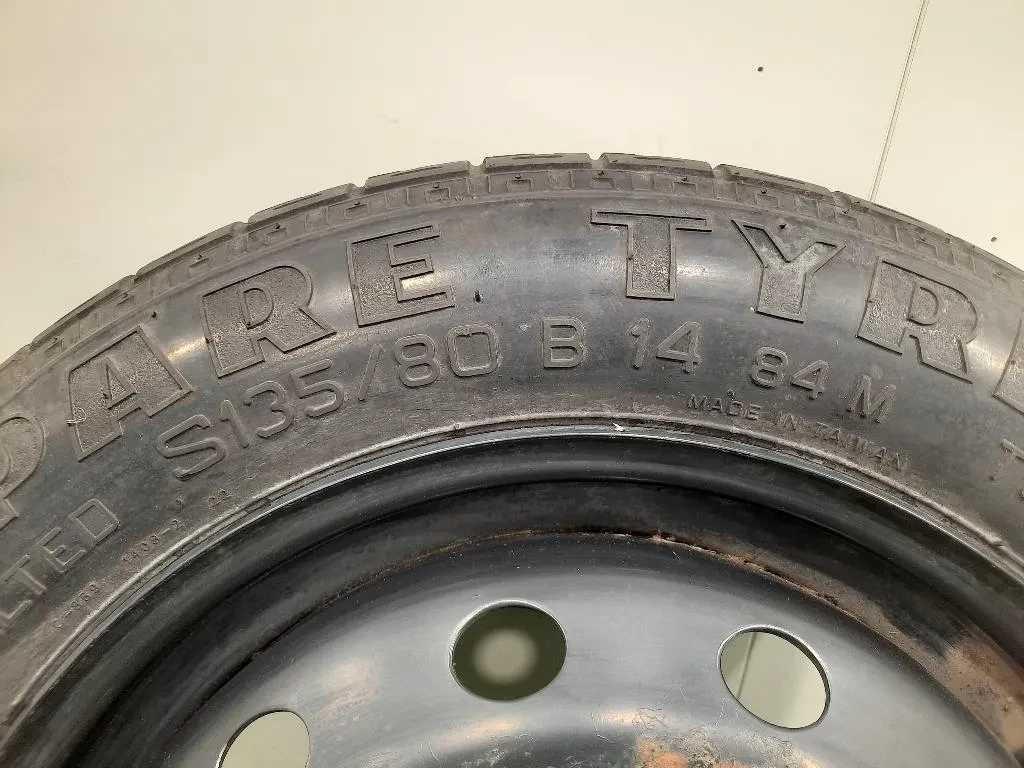 PARE TYR
S135/80 B 14 84 M
MADE IN TAIWAN
LTED